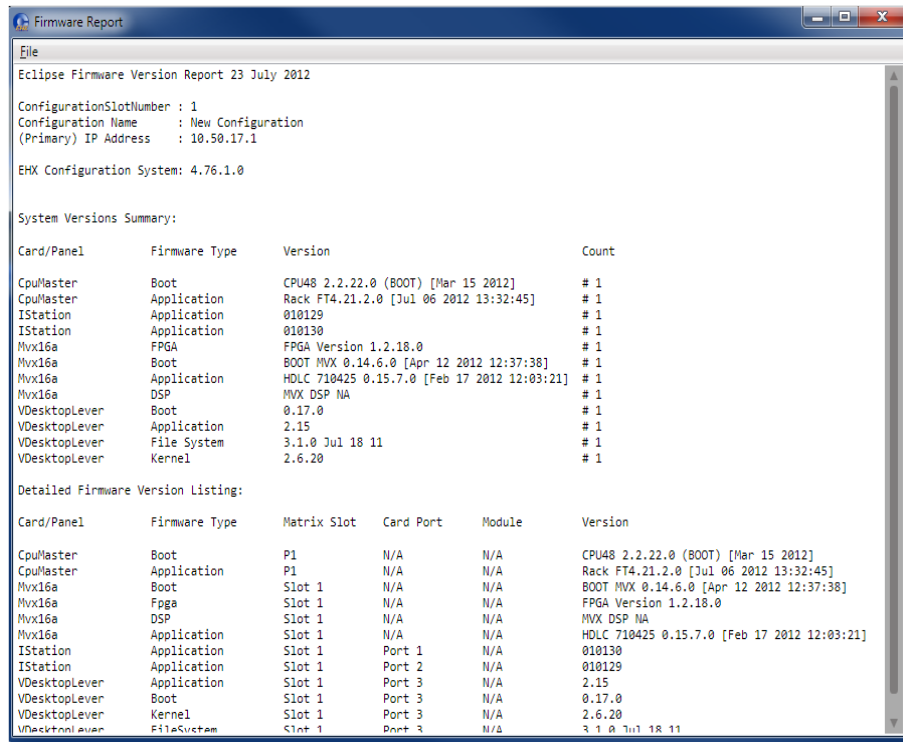 Firmware Report
File
Eclipse Firmware Version Report 23 July 2012
ConfigurationSlotNumber : 1
Configuration Name : New Configuration
(Primary) IP Address : 10.50.17.1
EHX Configuration System: 4.76.1.0
System Versions Summary:
Card/Panel Firmware Type Version Count
CpuMaster Boot CPU48 2.2.22.0 (BOOT) [Mar 15 2012] # 1
CpuMaster Application Rack FT4.21.2.0 [Jul 06 2012 13:32:45] # 1
IStation Application 010129 # 1
IStation Application 010130 # 1
Mvx16a FPGA FPGA Version 1.2.18.0 # 1
Mvx16a Boot BOOT MVX 0.14.6.0 [Apr 12 2012 12:37:38] # 1
Mvx16a Application HDLC 710425 0.15.7.0 [Feb 17 2012 12:03:21] # 1
Mvx16a DSP MVX DSP NA # 1
VDesktopLever Boot 0.17.0 # 1
VDesktopLever Application 2.15 # 1
VDesktopLever File System 3.1.0 Jul 18 11 # 1
VDesktopLever Kernel 2.6.20 # 1
Detailed Firmware Version Listing:
Card/Panel Firmware Type Matrix Slot Card Port Module Version
CpuMaster Boot P1 N/A N/A CPU48 2.2.22.0 (BOOT) [Mar 15 2012]
CpuMaster Application P1 N/A N/A Rack FT4.21.2.0 [Jul 06 2012 13:32:45]
Mvx16a Boot Slot 1 N/A N/A BOOT MVX 0.14.6.0 [Apr 12 2012 12:37:38]
Mvx16a Fpga Slot 1 N/A N/A FPGA Version 1.2.18.0
Mvx16a DSP Slot 1 N/A N/A MVX DSP NA
Mvx16a Application Slot 1 N/A N/A HDLC 710425 0.15.7.0 [Feb 17 2012 12:03:21]
IStation Application Slot 1 Port 1 N/A 010130
IStation Application Slot 1 Port 2 N/A 010129
VDesktopLever Application Slot 1 Port 3 N/A 2.15
VDesktopLever Boot Slot 1 Port 3 N/A 0.17.0
VDesktopLever Kernel Slot 1 Port 3 N/A 2.6.20
VDesktopLever FileSystem Slot 1 Port 3 N/A 3.1.0 Jul 18 11